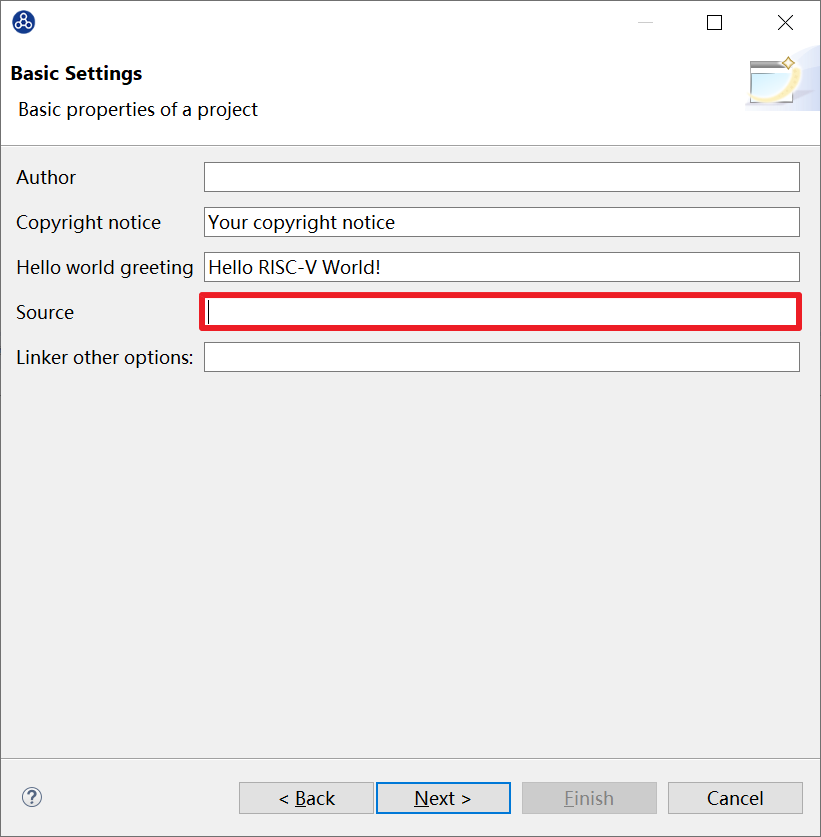 Basic Settings
Basic properties of a project
Author
Copyright notice Your copyright notice
Hello world greeting Hello RISC-V World!
Source
Linker other options:
? < Back Next > Finish Cancel